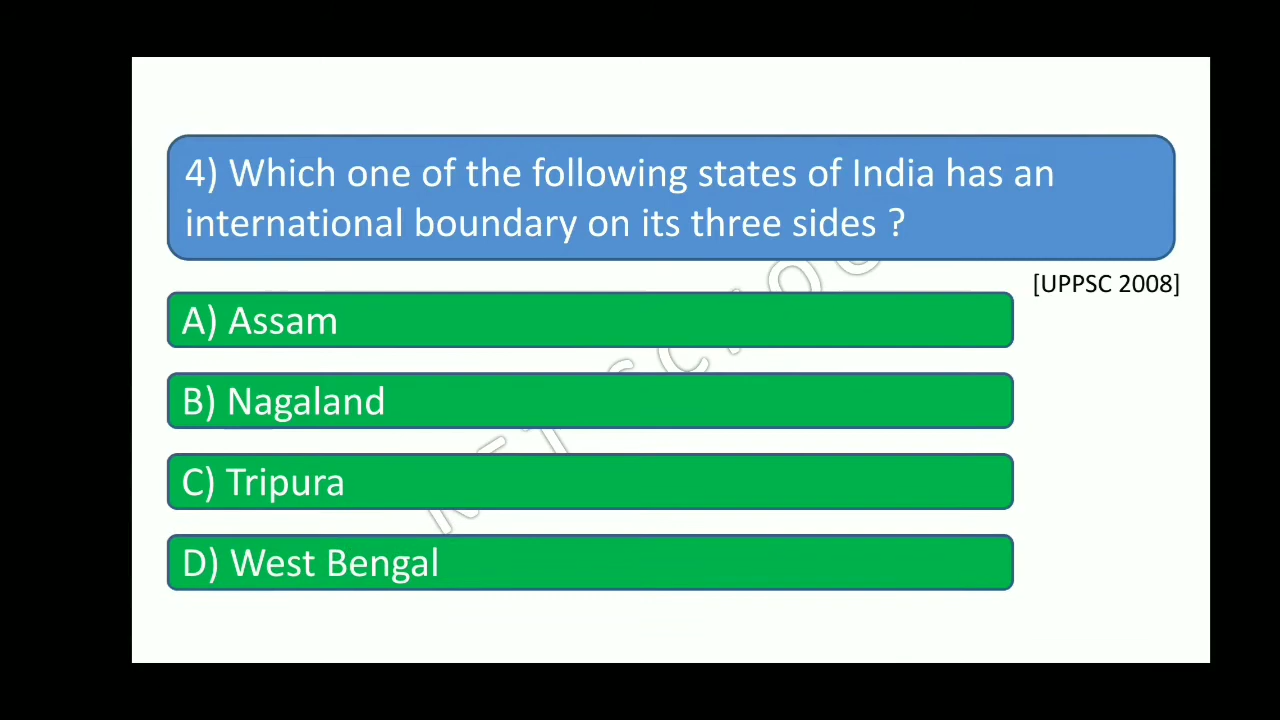 4) Which one of the following states of India has an
international boundary on its three sides ?
[UPPSC 2008]
A) Assam
B) Nagaland
C) Tripura
D) West Bengal